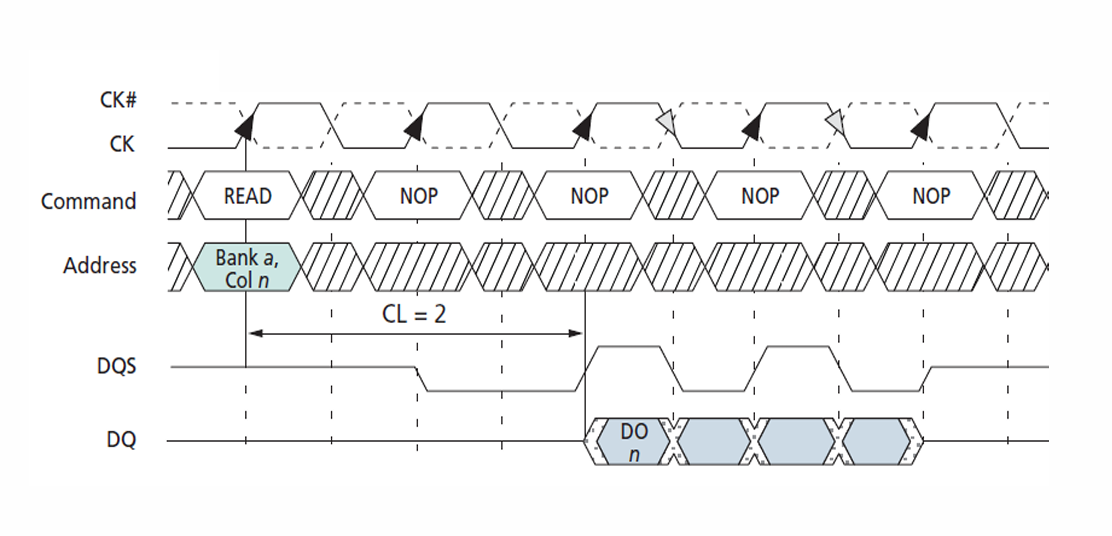 CK#
CK
Command READ NOP NOP NOP NOP
Address Bank a,
Col n
CL = 2
DQS
DQ DO
n